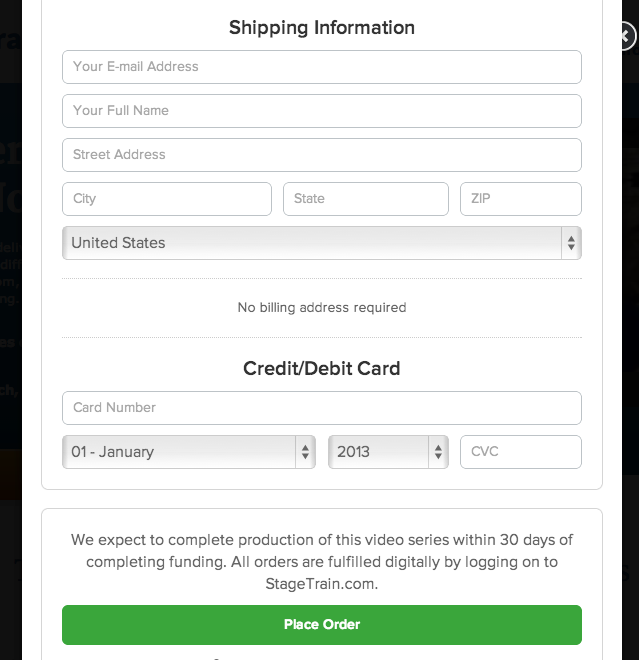 Shipping Information
Your E-mail Address
Your Full Name
Street Address
City State ZIP
United States
No billing address required
Credit/Debit Card
Card Number
01 - January 2013 CVC
We expect to complete production of this video series within 30 days of
completing funding. All orders are fulfilled digitally by logging on to
StageTrain.com.
Place Order